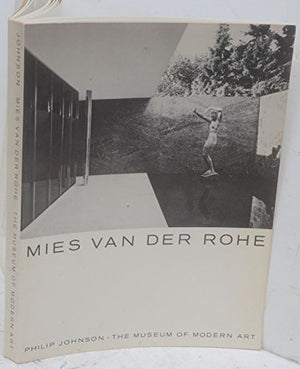 JOHNSON MIES VAN DER ROHE THE MUSEUM OF MODERN ART
MIES VAN DER ROHE
PHILIP JOHNSON · THE MUSEUM OF MODERN ART